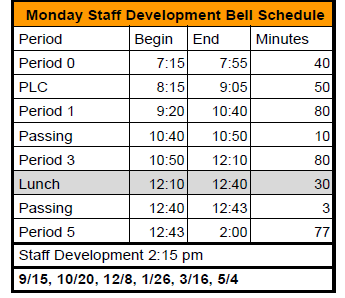 Monday Staff Development Bell Schedule
Period Begin End Minutes
Period 0 7:15 7:55 40
PLC 8:15 9:05 50
Period 1 9:20 10:40 80
Passing 10:40 10:50 10
Period 3 10:50 12:10 80
Lunch 12:10 12:40 30
Passing 12:40 12:43 3
Period 5 12:43 2:00 77
Staff Development 2:15 pm
9/15, 10/20, 12/8, 1/26, 3/16, 5/4